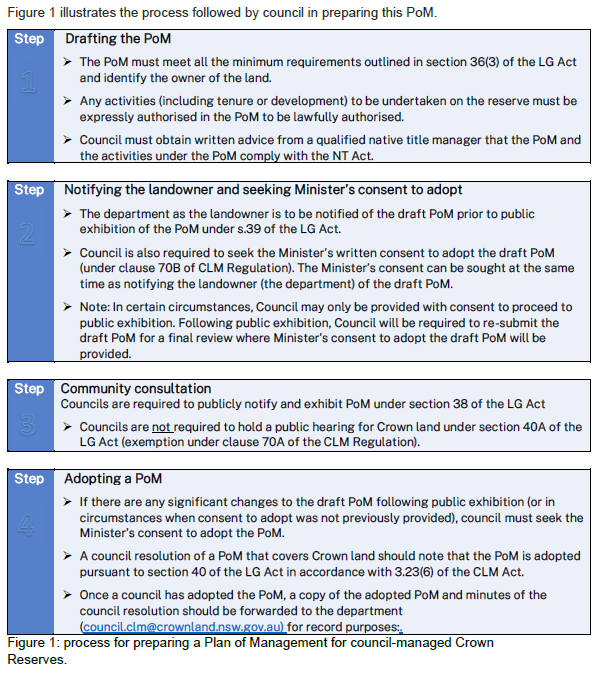 Figure 1 illustrates the process followed by council in preparing this PoM.
Step
1
Drafting the PoM
➢ The PoM must meet all the minimum requirements outlined in section 36(3) of the LG Act
and identify the owner of the land.
➢ Any activities (including tenure or development) to be undertaken on the reserve must be
expressly authorised in the PoM to be lawfully authorised.
➢ Council must obtain written advice from a qualified native title manager that the PoM and
the activities under the PoM comply with the NT Act.
Step
2
Notifying the landowner and seeking Minister's consent to adopt
➢ The department as the landowner is to be notified of the draft PoM prior to public
exhibition of the PoM under s.39 of the LG Act.
➢ Council is also required to seek the Minister's written consent to adopt the draft PoM
(under clause 70B of CLM Regulation). The Minister's consent can be sought at the same
time as notifying the landowner (the department) of the draft PoM.
➢ Note: In certain circumstances, Council may only be provided with consent to proceed to
public exhibition. Following public exhibition, Council will be required to re-submit the
draft PoM for a final review where Minister's consent to adopt the draft PoM will be
provided.
Step
3
Community consultation
Councils are required to publicly notify and exhibit PoM under section 38 of the LG Act
➢ Councils are not required to hold a public hearing for Crown land under section 40A of the
LG Act (exemption under clause 70A of the CLM Regulation).
Step
4
Adopting a PoM
➢ If there are any significant changes to the draft PoM following public exhibition (or in
circumstances when consent to adopt was not previously provided), council must seek the
Minister's consent to adopt the PoM.
➢ A council resolution of a PoM that covers Crown land should note that the PoM is adopted
pursuant to section 40 of the LG Act in accordance with 3.23(6) of the CLM Act.
➢ Once a council has adopted the PoM, a copy of the adopted PoM and minutes of the
council resolution should be forwarded to the department
(council.clm@crownland.nsw.gov.au) for record purposes:.
Figure 1: process for preparing a Plan of Management for council-managed Crown
Reserves.